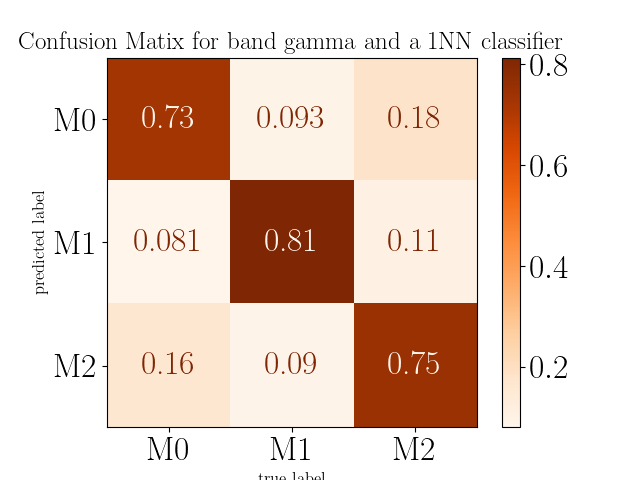 Confusion Matix for band gamma and a 1NN classifier
0.8
M0 0.73 0.093 0.18
0.6
predicted label
M1 0.081 0.81 0.11
0.4
M2 0.16 0.09 0.75
0.2
M0 M1 M2
true label